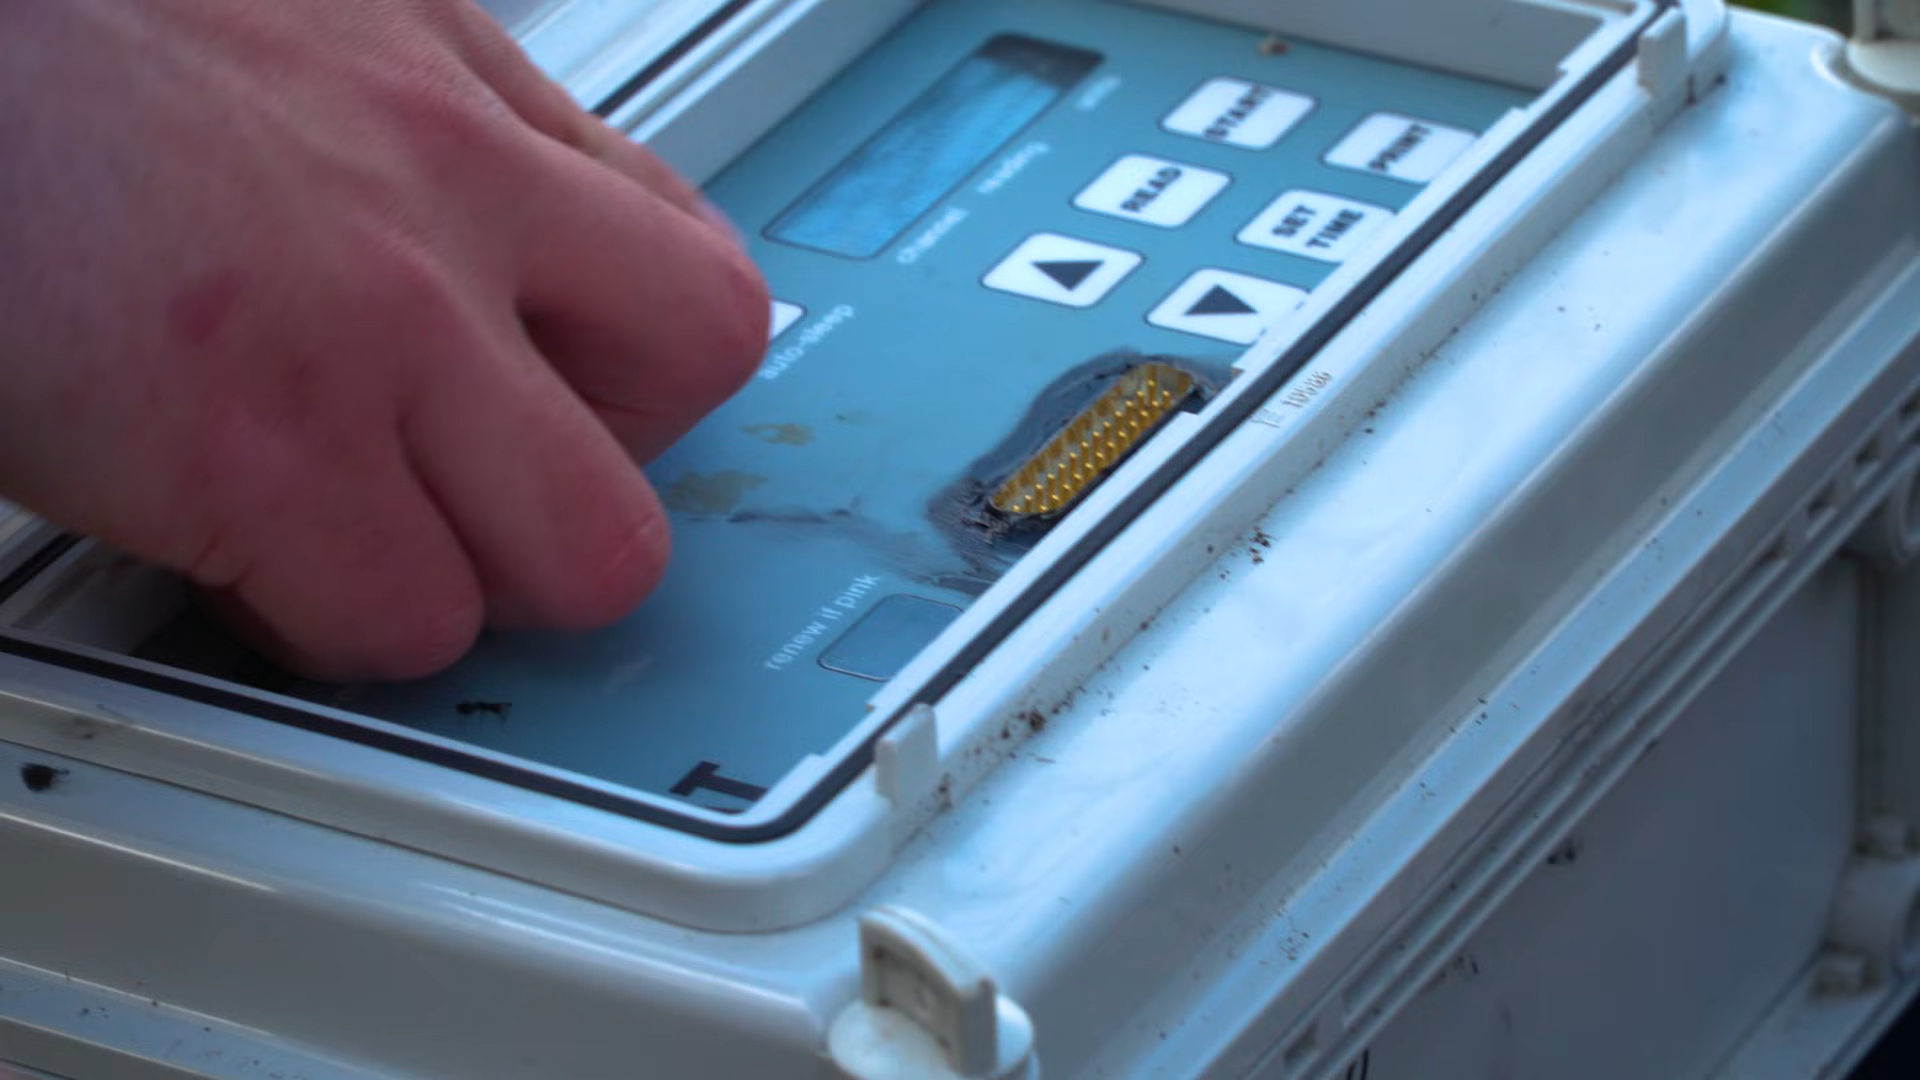 START
PRINT
READ
SET
TIME
channel
reading
auto-sleep
renew if pink
T